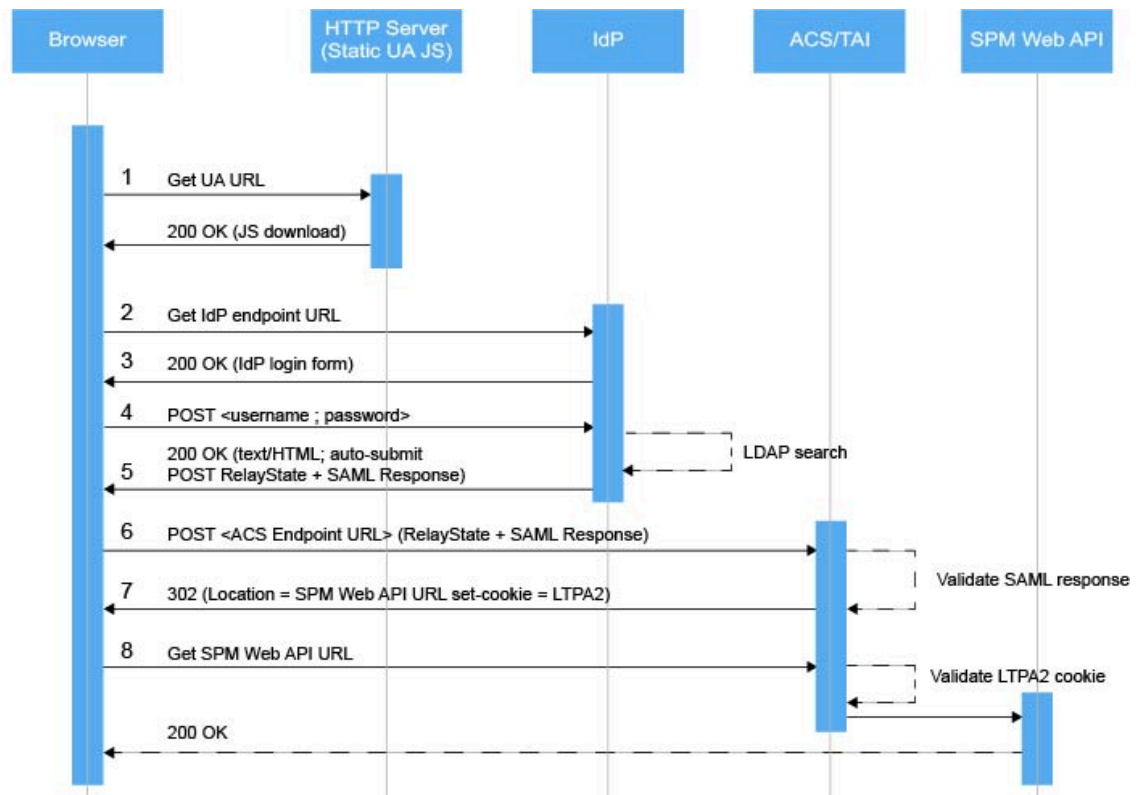 Browser
HTTP Server
(Static UA JS)
IdP
ACS/TAI
SPM Web API
1 Get UA URL
200 OK (JS download)
2 Get IdP endpoint URL
3 200 OK (IdP login form)
4 POST <username ; password>
LDAP search
200 OK (text/HTML; auto-submit
5 POST RelayState + SAML Response)
6 POST <ACS Endpoint URL> (RelayState + SAML Response)
Validate SAML response
7 302 (Location = SPM Web API URL set-cookie = LTPA2)
8 Get SPM Web API URL
Validate LTPA2 cookie
200 OK